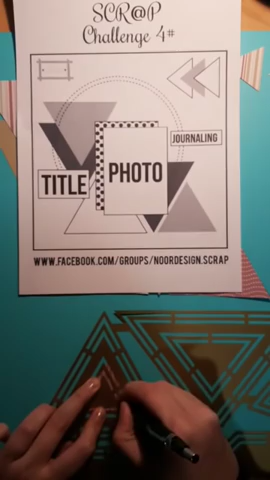 SCR@P
Challenge 4#
JOURNALING
TITLE
PHOTO
WWW.FACEBOOK.COM/GROUPS/NOORDESIGN.SCRAP